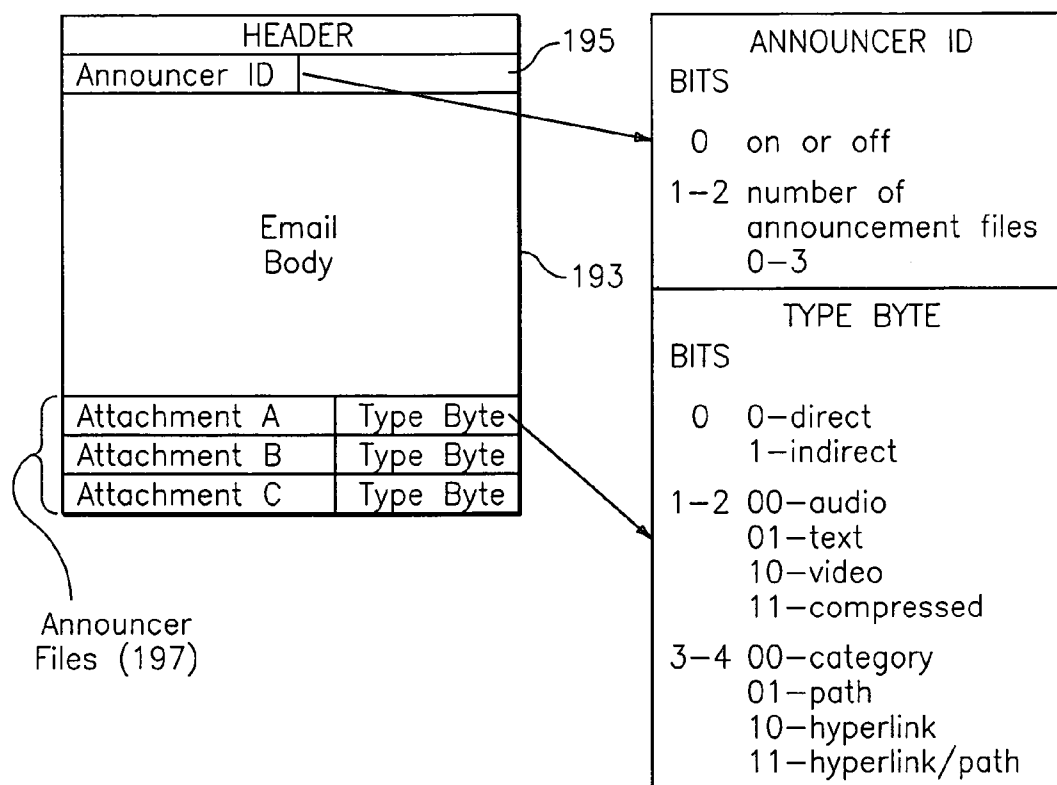 HEADER
Announcer ID
195
Email
Body
193
Attachment A Type Byte
Attachment B Type Byte
Attachment C Type Byte
Announcer
Files (197)
ANNOUNCER ID
BITS
0 on or off
1-2 number of
announcement files
0-3
TYPE BYTE
BITS
0 0-direct
1-indirect
1-2 00-audio
01-text
10-video
11-compressed
3-4 00-category
01-path
10-hyperlink
11-hyperlink/path